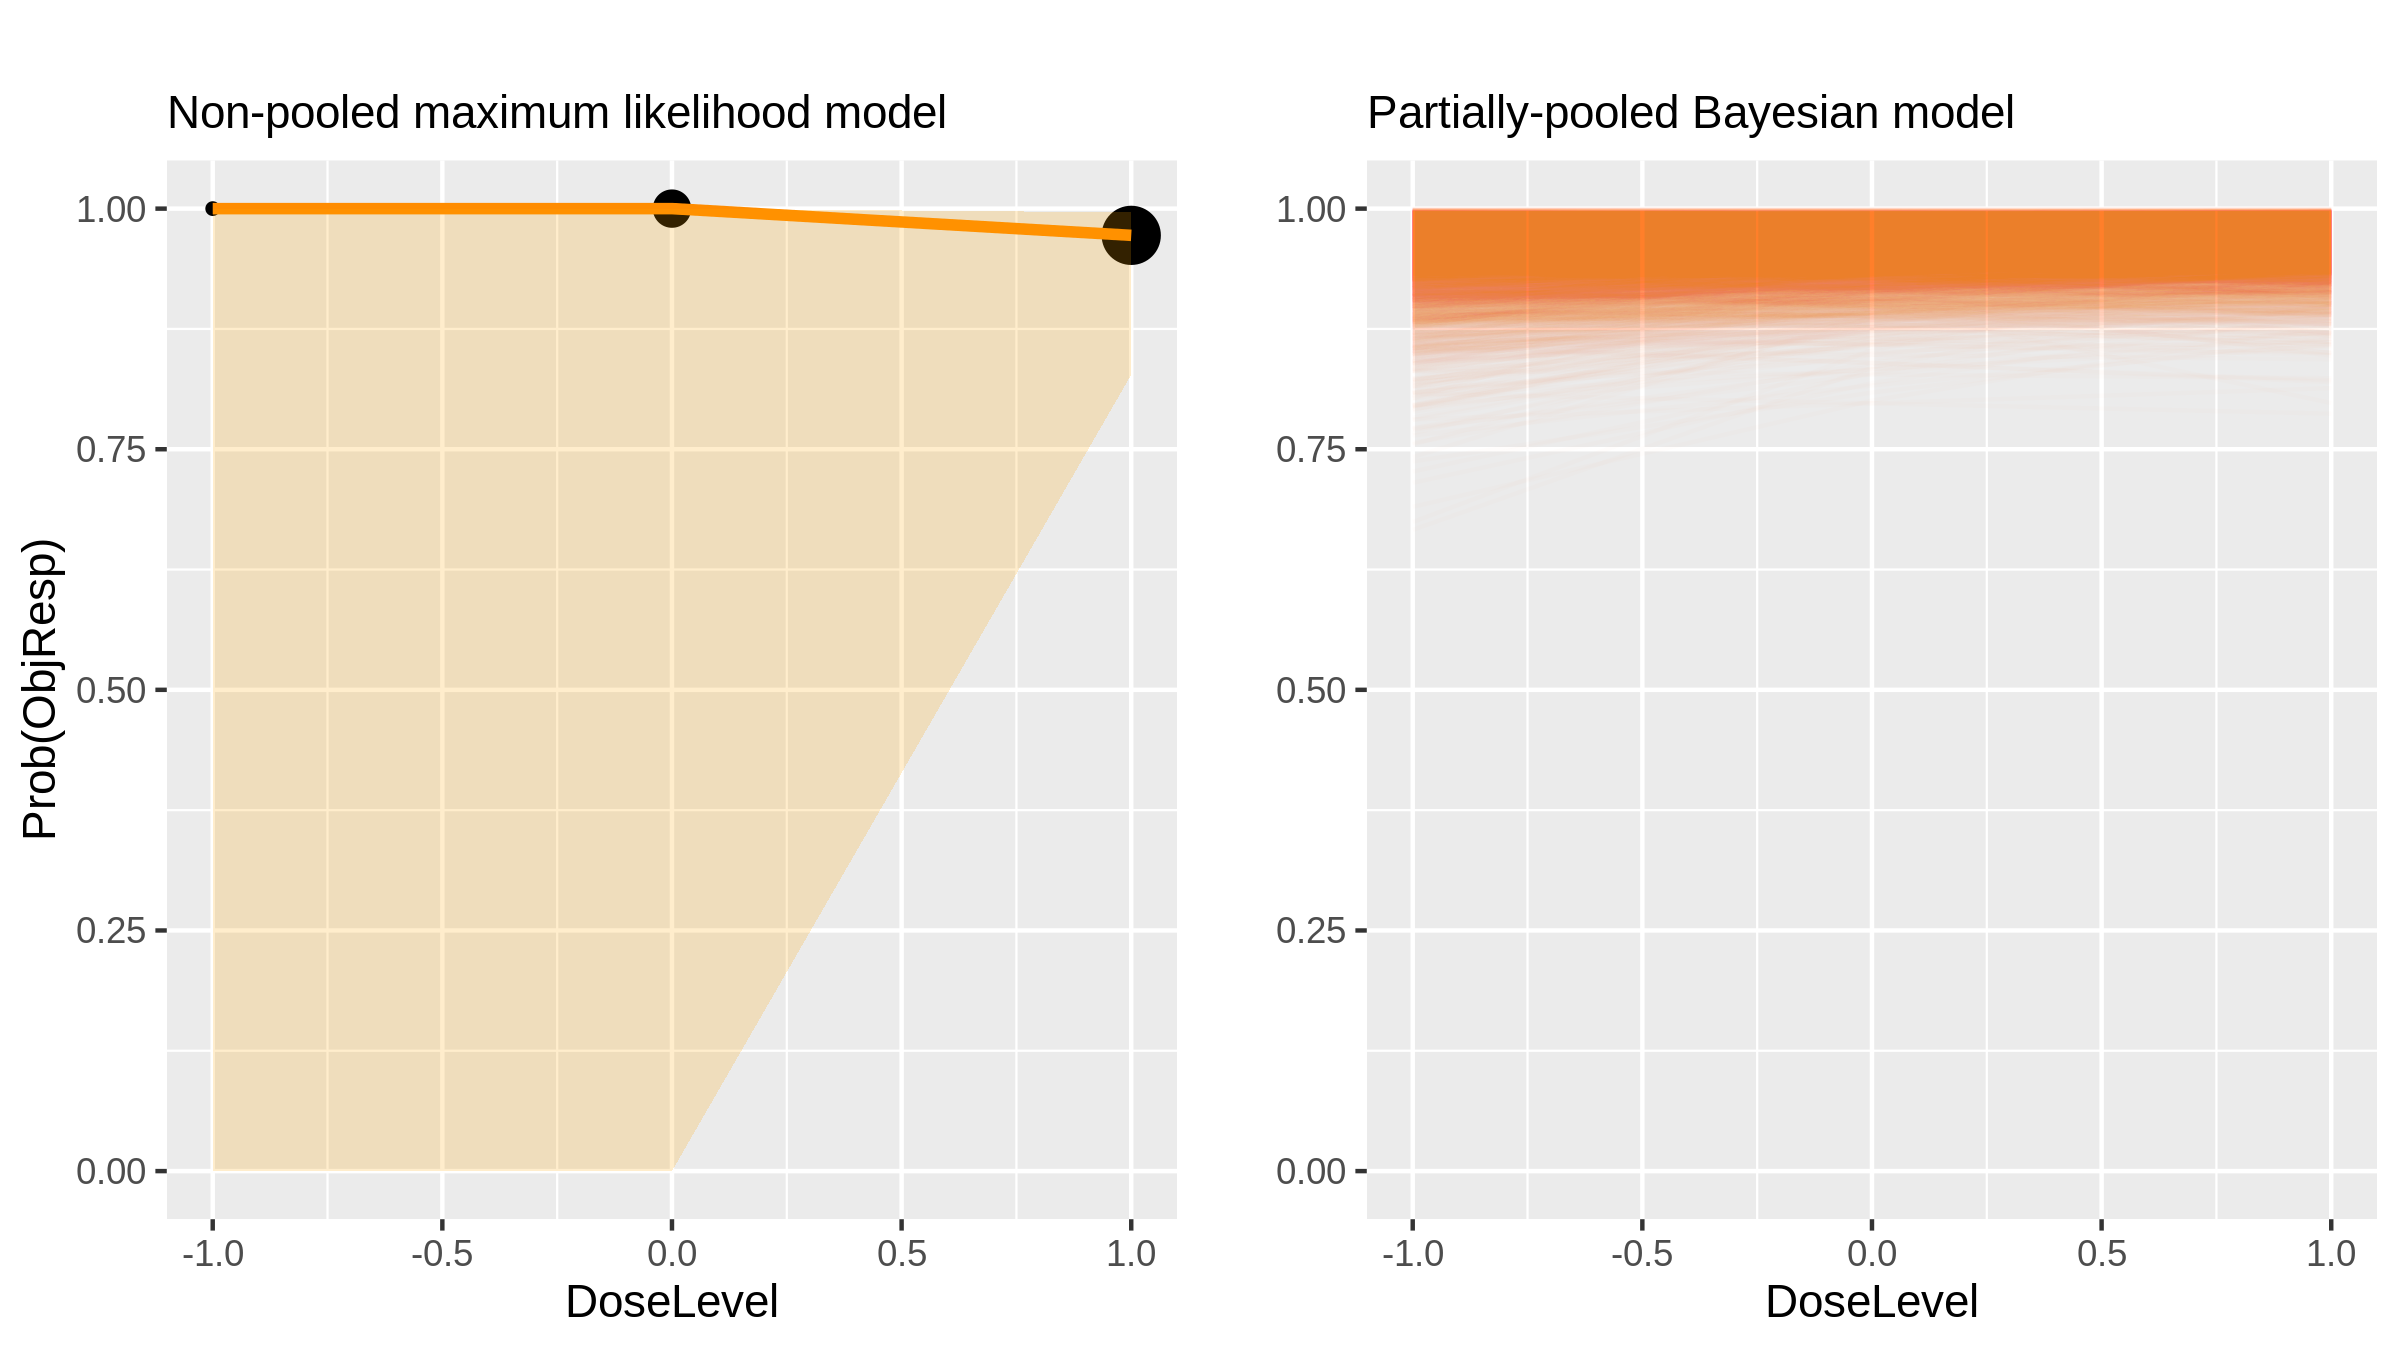 Non-pooled maximum likelihood model
Prob(ObjResp)
1.00
0.75
0.50
0.25
0.00
-1.0 -0.5 0.0 0.5 1.0
DoseLevel
Partially-pooled Bayesian model
1.00
0.75
0.50
0.25
0.00
-1.0 -0.5 0.0 0.5 1.0
DoseLevel